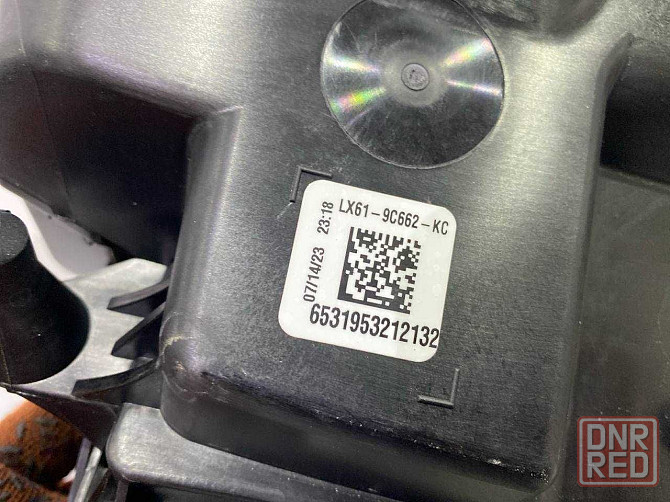 LX61-9C662-KC
07/14/23 23:18
6531953212132
DNR
RED